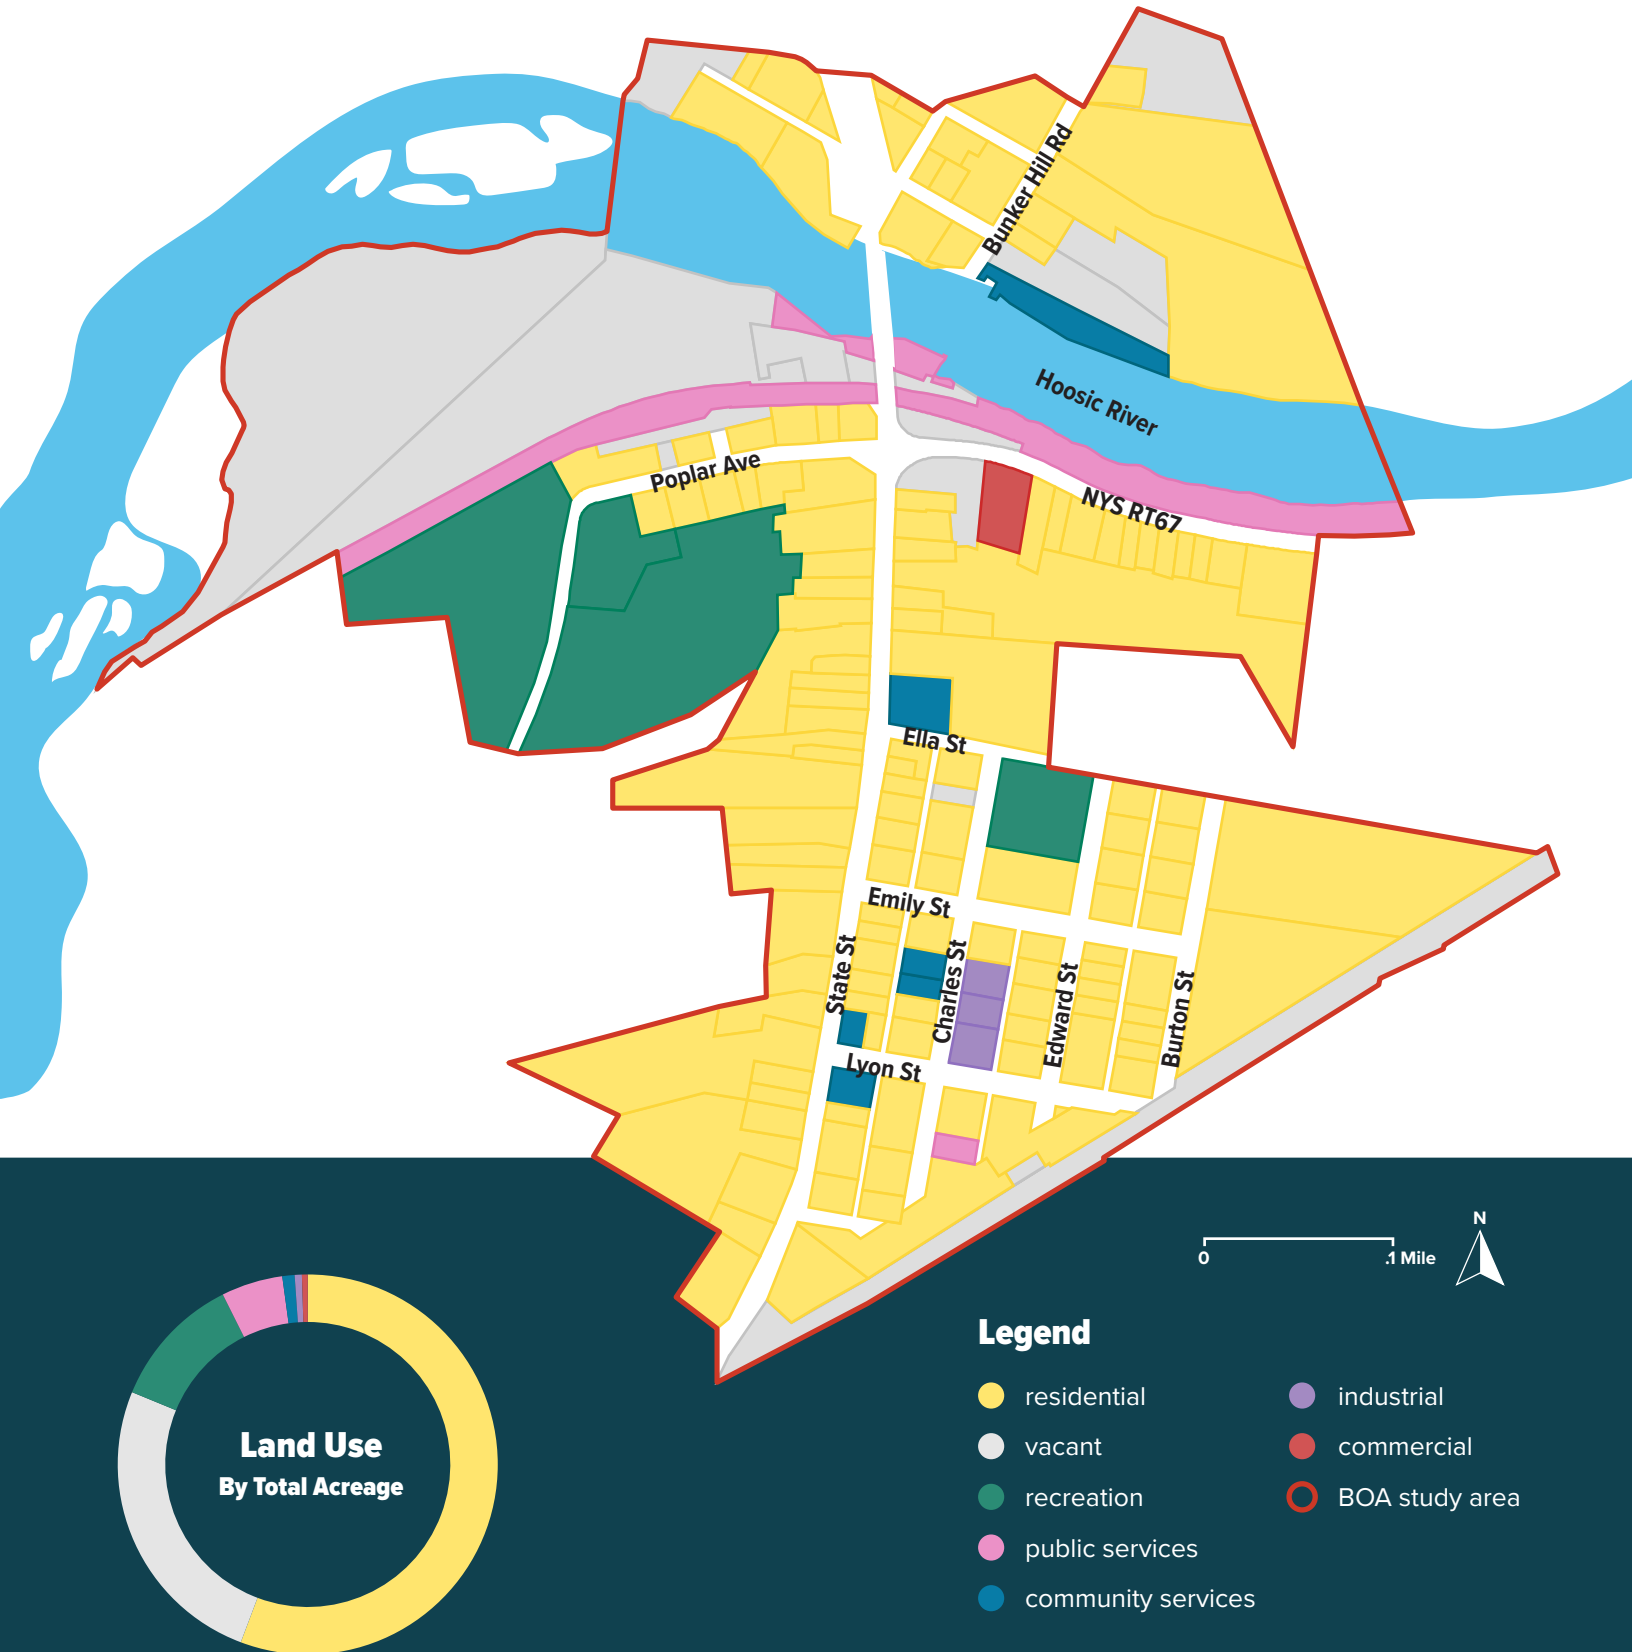 Bunker Hill Rd
Hoosic River
Poplar Ave
NYS RT67
Ella St
Emily St
State St
Charles St
Edward St
Burton St
Lyon St
N
0
.1 Mile
Land Use
By Total Acreage
Legend
residential
vacant
recreation
public services
community services
industrial
commercial
BOA study area